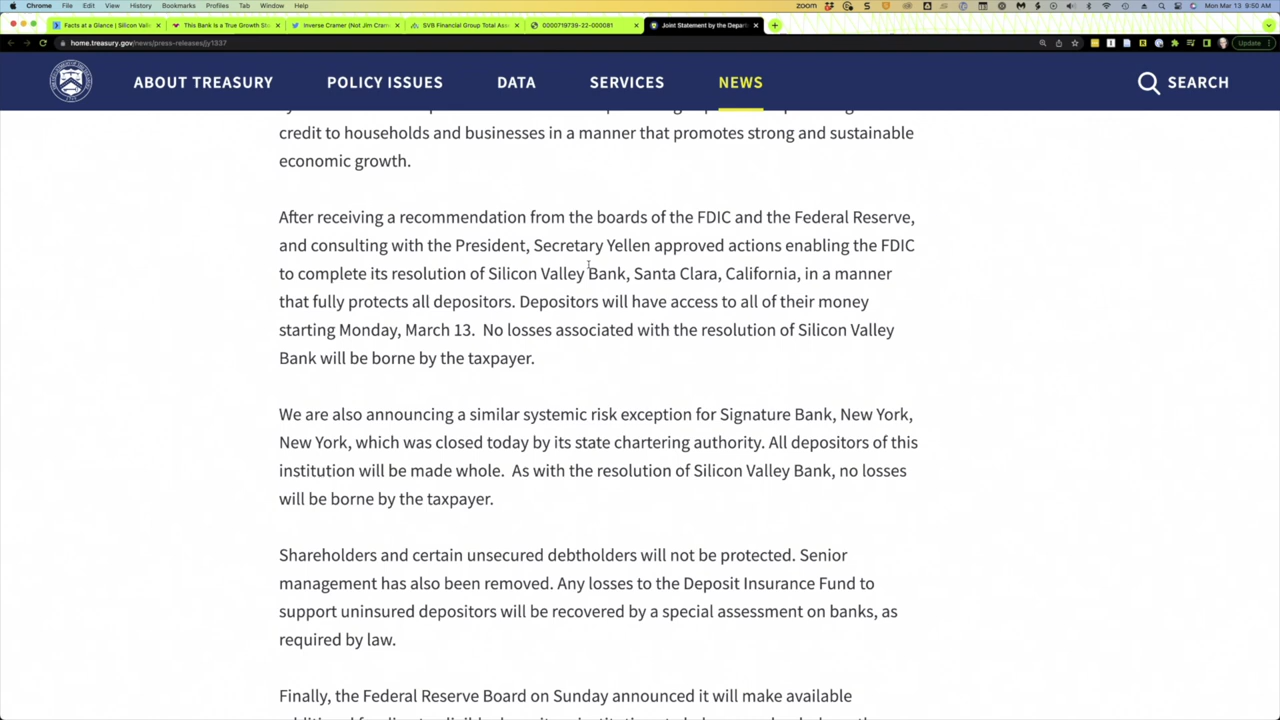 Chrome File Edit View History Bookmarks Profiles Tab Window Help zoom Mon Mar 13 9:50 AM
Facts at a Glance | Silicon Vall This Bank is a True Growth St Inverse Cramer (Not Jim Cram SVB Financial Group Total Ass 0000719739-22-000081 Joint Statement by the Depar
home.treasury.gov/news/press-releases/jy1337 Update
ABOUT TREASURY POLICY ISSUES DATA SERVICES NEWS SEARCH
credit to households and businesses in a manner that promotes strong and sustainable
economic growth.
After receiving a recommendation from the boards of the FDIC and the Federal Reserve,
and consulting with the President, Secretary Yellen approved actions enabling the FDIC
to complete its resolution of Silicon Valley Bank, Santa Clara, California, in a manner
that fully protects all depositors. Depositors will have access to all of their money
starting Monday, March 13. No losses associated with the resolution of Silicon Valley
Bank will be borne by the taxpayer.
We are also announcing a similar systemic risk exception for Signature Bank, New York,
New York, which was closed today by its state chartering authority. All depositors of this
institution will be made whole. As with the resolution of Silicon Valley Bank, no losses
will be borne by the taxpayer.
Shareholders and certain unsecured debtholders will not be protected. Senior
management has also been removed. Any losses to the Deposit Insurance Fund to
support uninsured depositors will be recovered by a special assessment on banks, as
required by law.
Finally, the Federal Reserve Board on Sunday announced it will make available